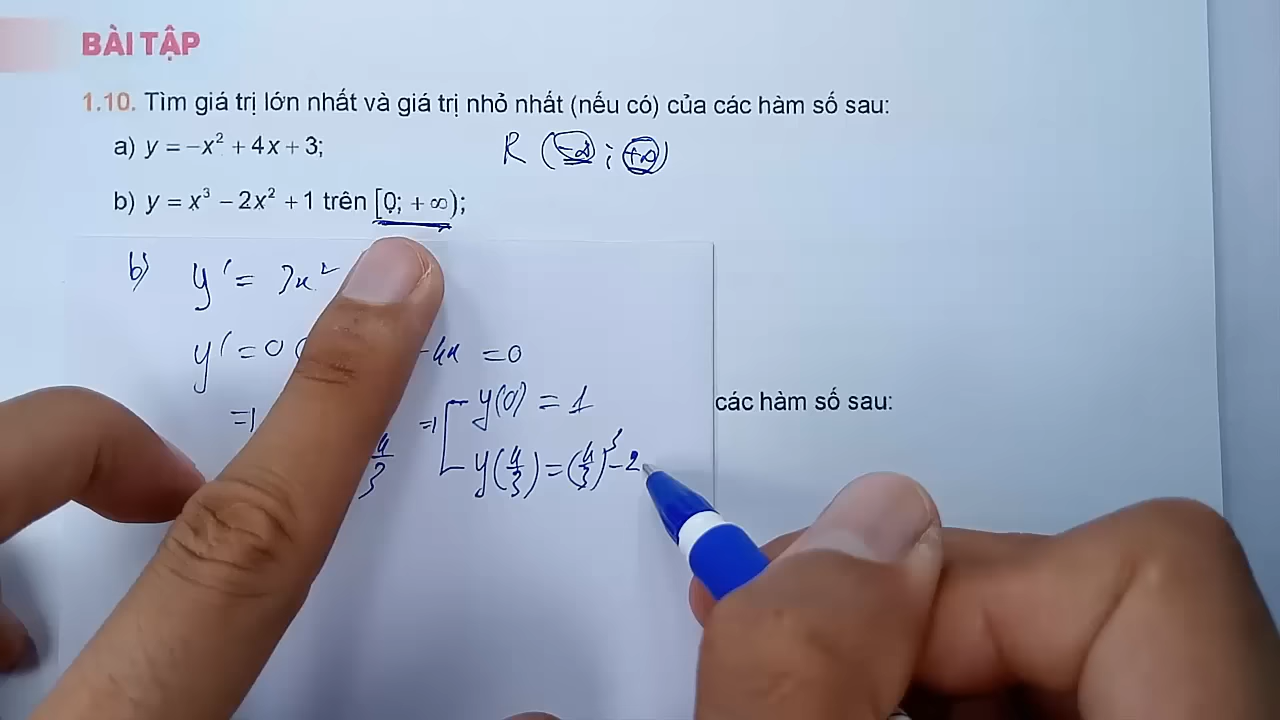 BÀI TẬP
1.10. Tìm giá trị lớn nhất và giá trị nhỏ nhất (nếu có) của các hàm số sau:
a) y = −x² + 4x + 3;
R (−∞ ; +∞)
b) y = x³ − 2x² + 1 trên [0; + ∞);
b) y' = 3x²
y' = 0 −4x = 0
y(0) = 1
các hàm số sau:
4/3 y(4/3) = (4/3)³ − 2